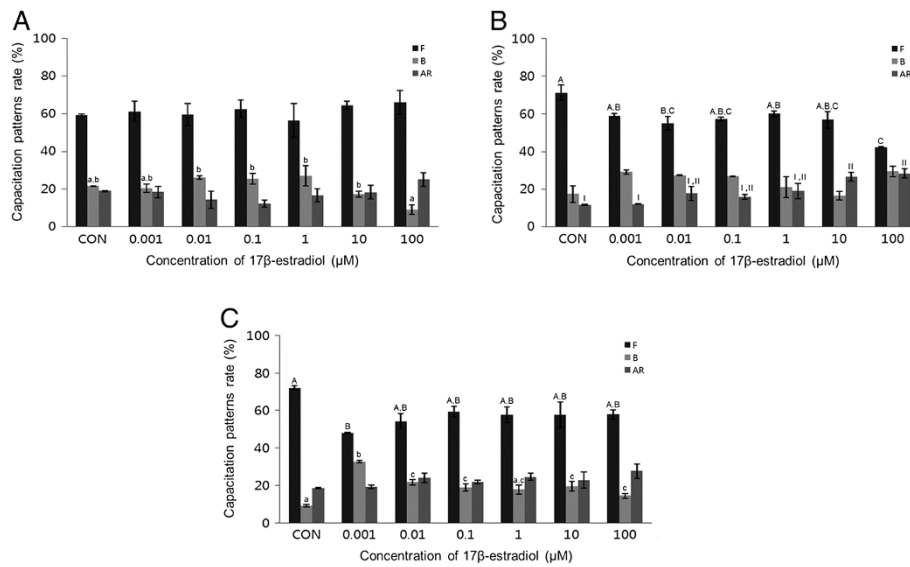 A
Capacitation patterns rate (%)
100
80
60
40
20
0
F
B
AR
a,b
a,b
b
b
b
b
a
CON 0.001 0.01 0.1 1 10 100
Concentration of 17β-estradiol (μM)
B
Capacitation patterns rate (%)
100
80
60
40
20
0
F
B
AR
A
A,B
B,C
A,B,C
A,B
A,B,C
C
I
I
I,II
I,II
I,II
II
II
CON 0.001 0.01 0.1 1 10 100
Concentration of 17β-estradiol (μM)
C
Capacitation patterns rate (%)
100
80
60
40
20
0
F
B
AR
A
B
A,B
A,B
A,B
A,B
A,B
a
b
c
c
a,c
c
c
CON 0.001 0.01 0.1 1 10 100
Concentration of 17β-estradiol (μM)